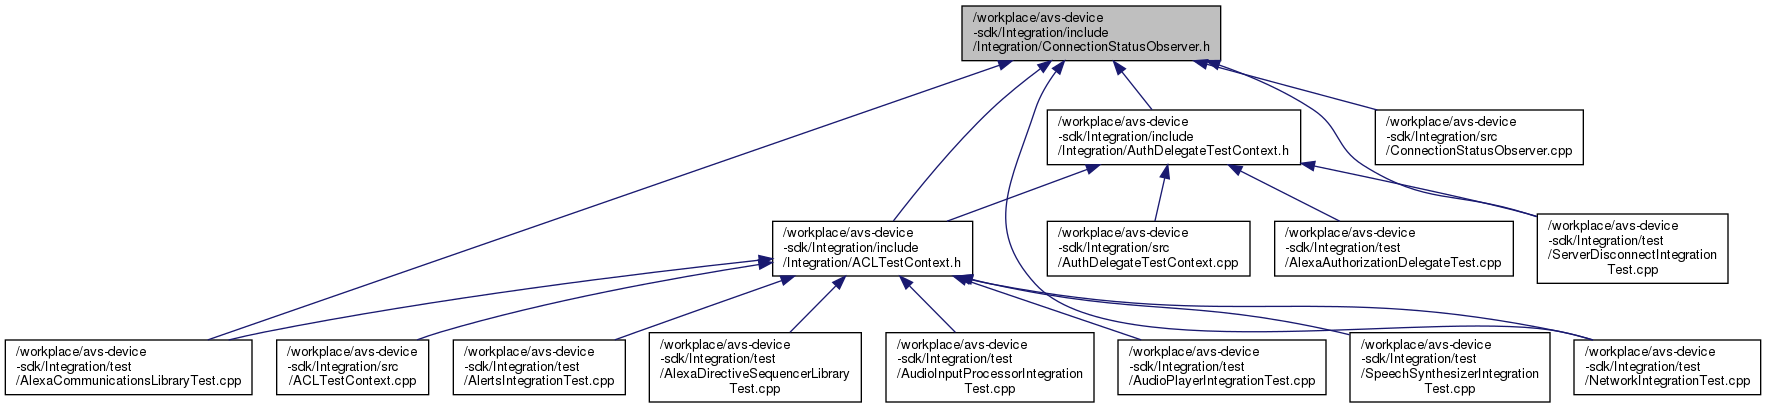 /workplace/avs-device
-sdk/Integration/include
/Integration/ConnectionStatusObserver.h
/workplace/avs-device
-sdk/Integration/include
/Integration/AuthDelegateTestContext.h
/workplace/avs-device
-sdk/Integration/src
/ConnectionStatusObserver.cpp
/workplace/avs-device
-sdk/Integration/include
/Integration/ACLTestContext.h
/workplace/avs-device
-sdk/Integration/src
/AuthDelegateTestContext.cpp
/workplace/avs-device
-sdk/Integration/test
/AlexaAuthorizationDelegateTest.cpp
/workplace/avs-device
-sdk/Integration/test
/ServerDisconnectIntegration
Test.cpp
/workplace/avs-device
-sdk/Integration/test
/AlexaCommunicationsLibraryTest.cpp
/workplace/avs-device
-sdk/Integration/src
/ACLTestContext.cpp
/workplace/avs-device
-sdk/Integration/test
/AlertsIntegrationTest.cpp
/workplace/avs-device
-sdk/Integration/test
/AlexaDirectiveSequencerLibrary
Test.cpp
/workplace/avs-device
-sdk/Integration/test
/AudioInputProcessorIntegration
Test.cpp
/workplace/avs-device
-sdk/Integration/test
/AudioPlayerIntegrationTest.cpp
/workplace/avs-device
-sdk/Integration/test
/SpeechSynthesizerIntegration
Test.cpp
/workplace/avs-device
-sdk/Integration/test
/NetworkIntegrationTest.cpp